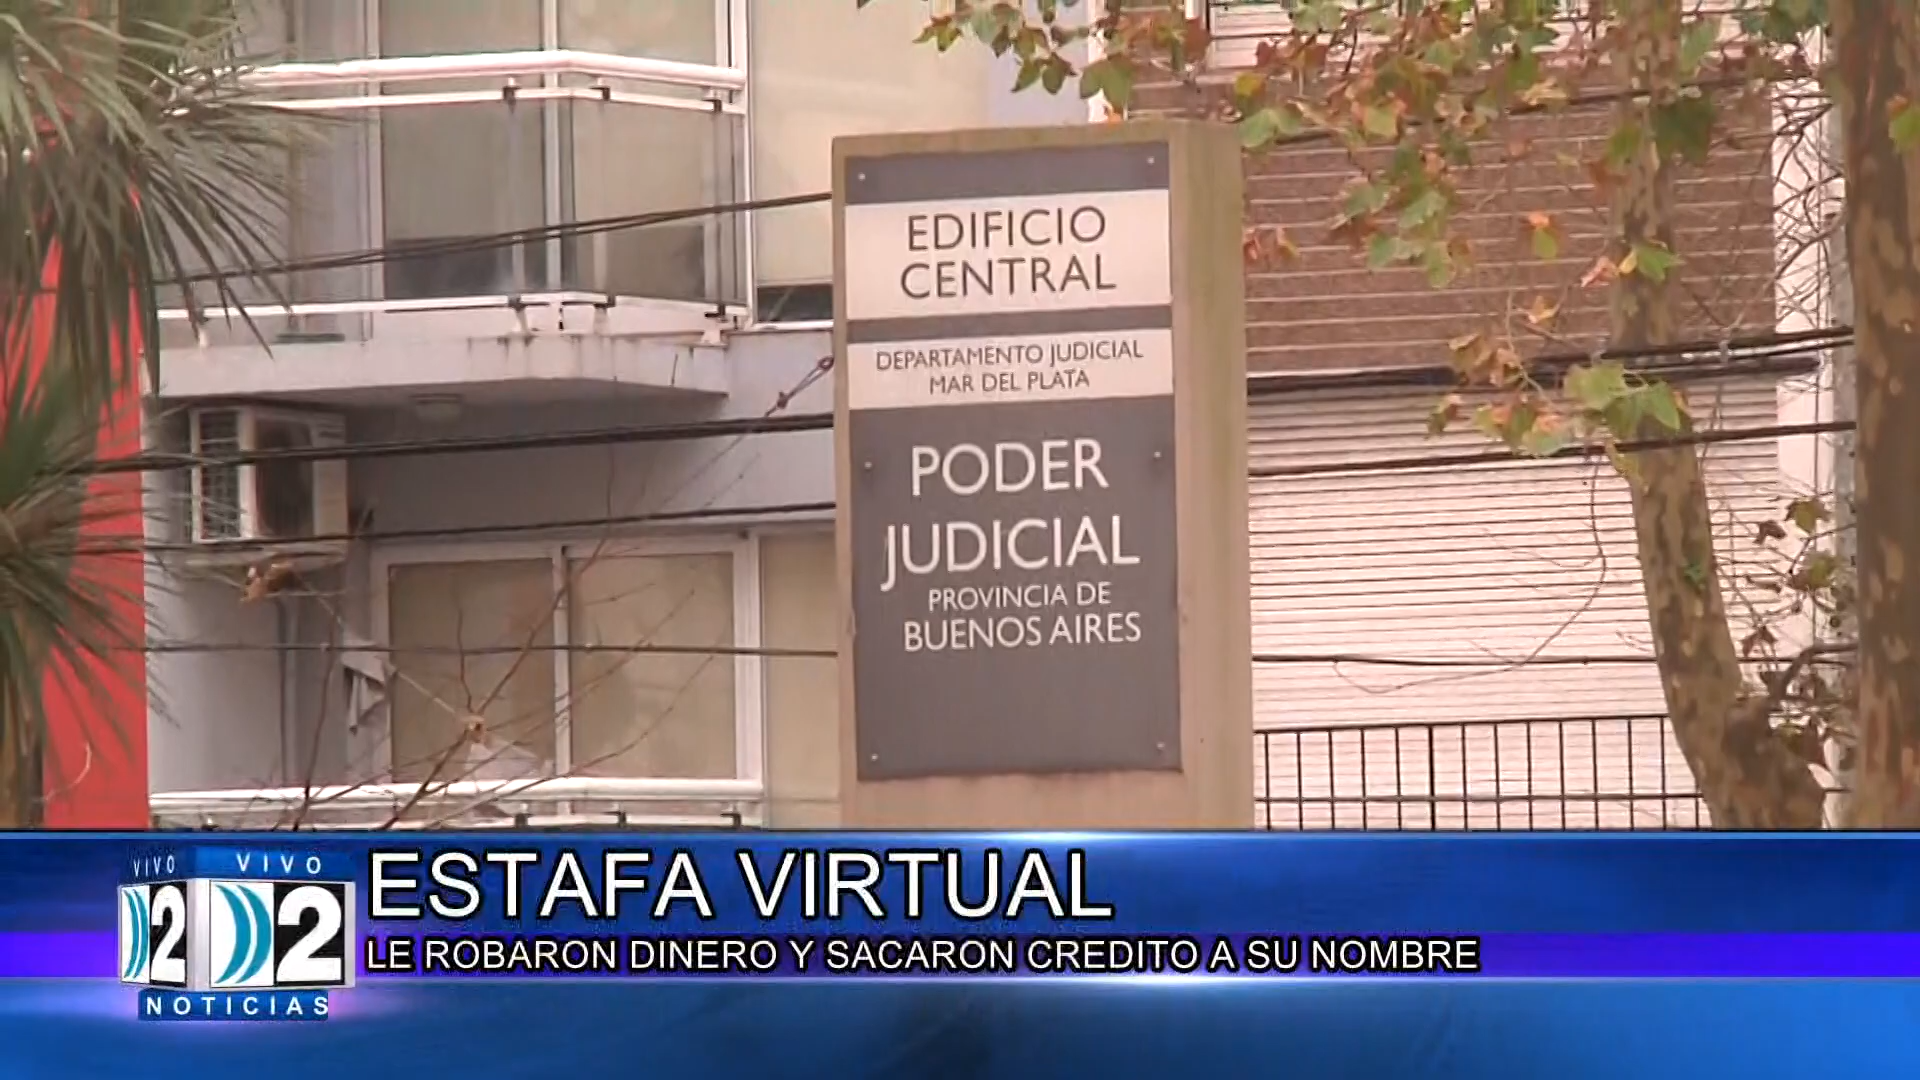 EDIFICIO
CENTRAL
DEPARTAMENTO JUDICIAL
MAR DEL PLATA
PODER
JUDICIAL
PROVINCIA DE
BUENOS AIRES
VIVO
VIVO
2
2
NOTICIAS
ESTAFA VIRTUAL
LE ROBARON DINERO Y SACARON CREDITO A SU NOMBRE